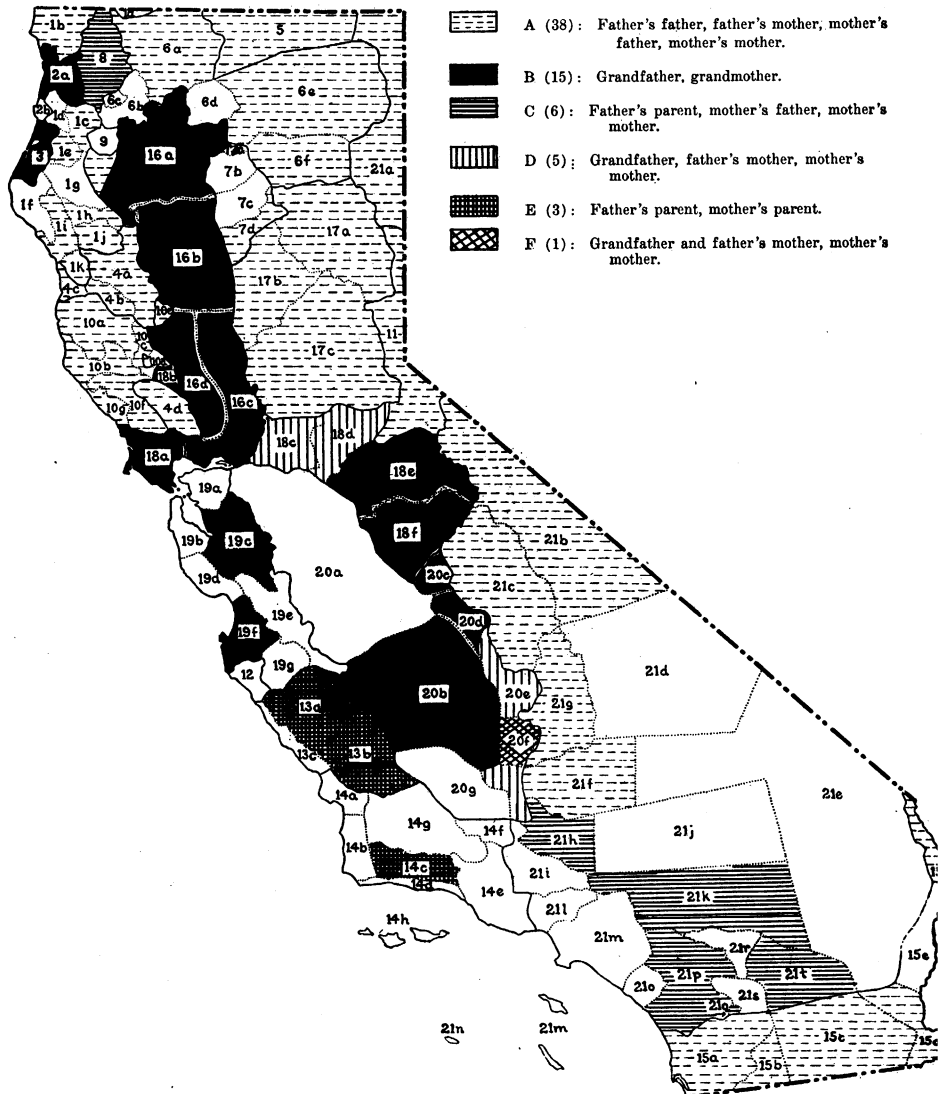 A (38): Father's father, father's mother, mother's
father, mother's mother.
B (15): Grandfather, grandmother.
C (6): Father's parent, mother's father, mother's
mother.
D (5): Grandfather, father's mother, mother's
mother.
E (3): Father's parent, mother's parent.
F (1): Grandfather and father's mother, mother's
mother.
1b
5
6a
8
2a
6c
6b
6d
6e
2b
1d
1c
9
3
1e
16a
7b
6f
21a
1g
1f
7c
1h
1i
1j
7d
17a
16b
1k
4a
4c
17b
4b
10a
11
17c
10b
18b
16d
10g
10f
4d
16c
18c
18d
18a
18e
19a
18f
19b
19c
21b
20a
20c
19d
21c
19e
20d
19f
12
19g
20b
20e
21d
13a
21g
20f
13b
13c
21f
20g
14a
21e
14g
14f
21h
21j
14b
14c
21i
14d
14e
21k
21l
14h
21m
21r
21p
21t
15e
21o
21s
21q
21n
21m
15a
15b
15c